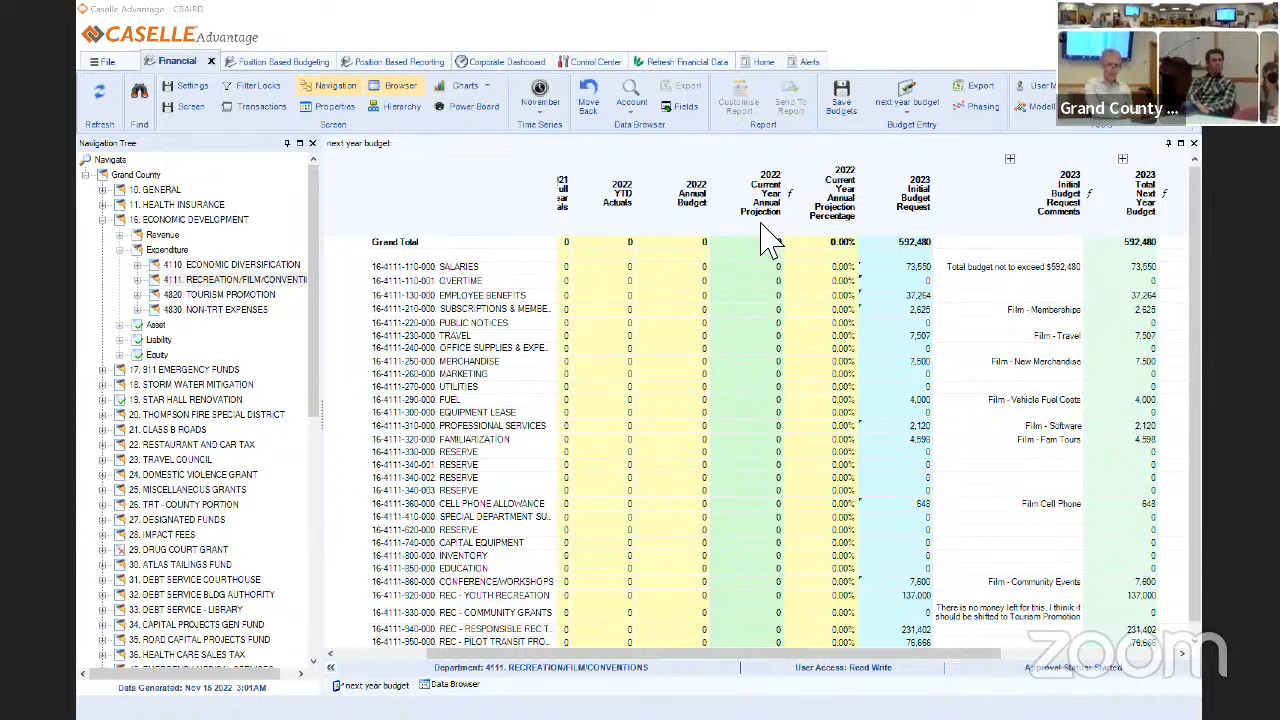 Caselle Advantage - CBAIRD
CASELLE Advantage
File
Financial
Position Based Budgeting
Position Based Reporting
Corporate Dashboard
Control Center
Refresh Financial Data
Home
Alerts
Settings
Filter Locks
Navigation
Browser
Charts
Export
Export
User
Screen
Transactions
Properties
Hierarchy
Power Board
November
Move Back
Account
Fields
Customise Report
Send To Report
Save Budgets
next year budget
Phasing
Refresh
Find
Screen
Time Series
Data Browser
Report
Budget Entry
Grand County ...
Navigation Tree
next year budget
Navigate
Grand County
10. GENERAL
11. HEALTH INSURANCE
16. ECONOMIC DEVELOPMENT
Revenue
Expenditure
4110. ECONOMIC DIVERSIFICATION
4111. RECREATION/FILM/CONVENTI
4820. TOURISM PROMOTION
4830. NON-TRT EXPENSES
Asset
Liability
Equity
17. 911 EMERGENCY FUNDS
18. STORM WATER MITIGATION
19. STAR HALL RENOVATION
20. THOMPSON FIRE SPECIAL DISTRICT
21. CLASS B ROADS
22. RESTAURANT AND CAR TAX
23. TRAVEL COUNCIL
24. DOMESTIC VIOLENCE GRANT
25. MISCELLANEOUS GRANTS
26. TRT - COUNTY PORTION
27. DESIGNATED FUNDS
28. IMPACT FEES
29. DRUG COURT GRANT
30. ATLAS TAILINGS FUND
31. DEBT SERVICE COURTHOUSE
32. DEBT SERVICE BLDG AUTHORITY
33. DEBT SERVICE - LIBRARY
34. CAPITAL PROJECTS GEN FUND
35. ROAD CAPITAL PROJECTS FUND
36. HEALTH CARE SALES TAX
Data Generated: Nov 15 2022 3:01AM
2022 YTD Actuals
2022 Annual Budget
2022 Current Year Annual Projection
2022 Current Year Annual Projection Percentage
2023 Initial Budget Request
2023 Initial Budget Request Comments
2023 Total Next Year Budget
Grand Total 0 0 0 0.00% 592,480 592,480
16-4111-110-000. SALARIES 0 0 0 0 0.00% 73,550 Total budget not to exceed $592,480 73,550
16-4111-110-001. OVERTIME 0 0 0 0 0.00% 0 0
16-4111-130-000. EMPLOYEE BENEFITS 0 0 0 0 0.00% 37,264 37,264
16-4111-210-000. SUBSCRIPTIONS & MEMBE... 0 0 0 0 0.00% 2,625 Film - Memberships 2,625
16-4111-220-000. PUBLIC NOTICES 0 0 0 0 0.00% 0 0
16-4111-230-000. TRAVEL 0 0 0 0 0.00% 7,507 Film - Travel 7,507
16-4111-240-000. OFFICE SUPPLIES & EXPE... 0 0 0 0 0.00% 0 0
16-4111-250-000. MERCHANDISE 0 0 0 0 0.00% 7,500 Film - New Merchandise 7,500
16-4111-260-000. MARKETING 0 0 0 0 0.00% 0 0
16-4111-270-000. UTILITIES 0 0 0 0 0.00% 0 0
16-4111-290-000. FUEL 0 0 0 0 0.00% 4,000 Film - Vehicle Fuel Costs 4,000
16-4111-300-000. EQUIPMENT LEASE 0 0 0 0 0.00% 0 0
16-4111-310-000. PROFESSIONAL SERVICES 0 0 0 0 0.00% 2,120 Film - Software 2,120
16-4111-320-000. FAMILIARIZATION 0 0 0 0 0.00% 4,598 Film - Fam Tours 4,598
16-4111-330-000. RESERVE 0 0 0 0 0.00% 0 0
16-4111-340-001. RESERVE 0 0 0 0 0.00% 0 0
16-4111-340-002. RESERVE 0 0 0 0 0.00% 0 0
16-4111-340-003. RESERVE 0 0 0 0 0.00% 0 0
16-4111-360-000. CELL PHONE ALLOWANCE 0 0 0 0 0.00% 648 Film Cell Phone 648
16-4111-410-000. SPECIAL DEPARTMENT SU... 0 0 0 0 0.00% 0 0
16-4111-620-000. RESERVE 0 0 0 0 0.00% 0 0
16-4111-740-000. CAPITAL EQUIPMENT 0 0 0 0 0.00% 0 0
16-4111-800-000. INVENTORY 0 0 0 0 0.00% 0 0
16-4111-850-000. EDUCATION 0 0 0 0 0.00% 0 0
16-4111-860-000. CONFERENCE/WORKSHOPS 0 0 0 0 0.00% 7,600 Film - Community Events 7,600
16-4111-920-000. REC - YOUTH RECREATION 0 0 0 0 0.00% 137,000 137,000
16-4111-930-000. REC - COMMUNITY GRANTS 0 0 0 0 0.00% 0 There is no money left for this. I think it should be shifted to Tourism Promotion 0
16-4111-940-000. REC - RESPONSIBLE REC T... 0 0 0 0 0.00% 231,402 231,402
16-4111-950-000. REC - PILOT TRANSIT PRO... 0 0 0 0 0.00% 76,666 76,666
Department: 4111. RECREATION/FILM/CONVENTIONS
User Access: Read Write
Approval Status: Started
next year budget
Data Browser
zoom